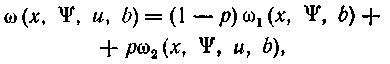 ω (x, Ψ, u, b) = (1 − p) ω₁ (x, Ψ, b) +
+ pω₂ (x, Ψ, u, b),